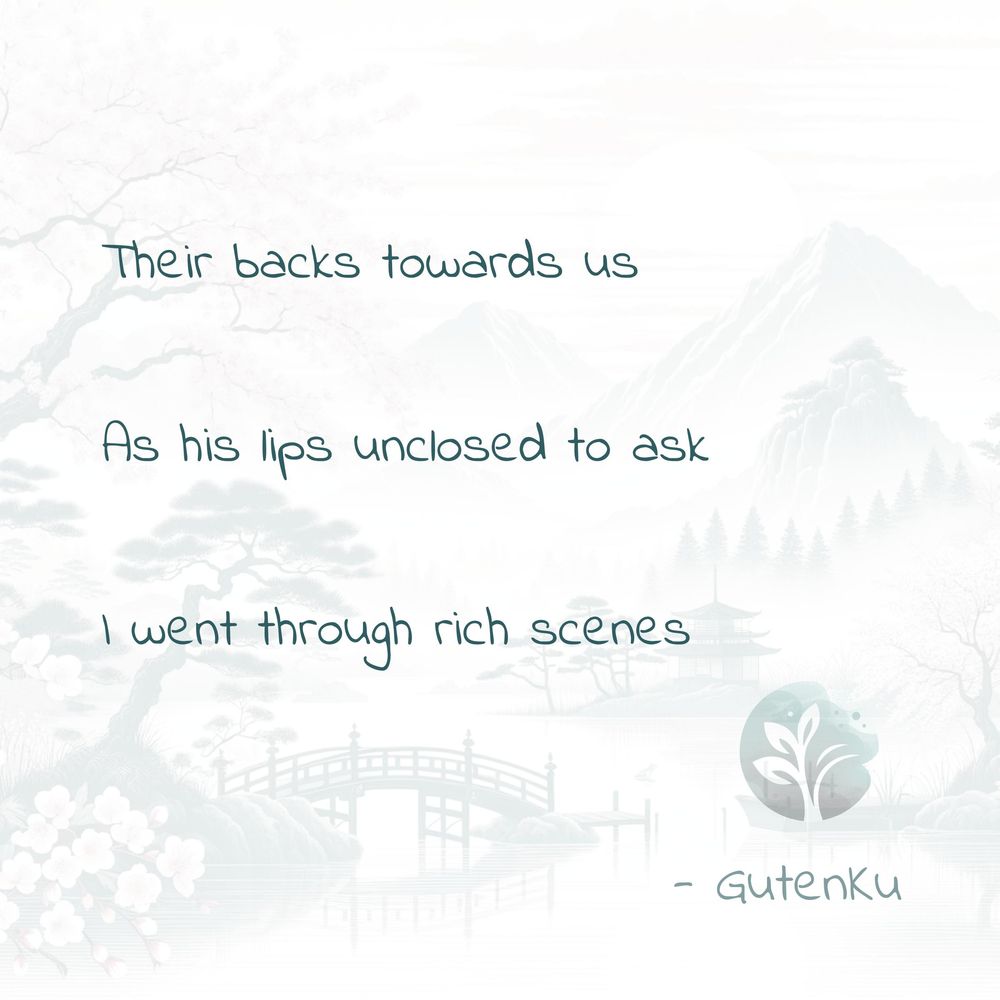 Their backs towards us
As his lips unclosed to ask
I went through rich scenes
- GutenKu